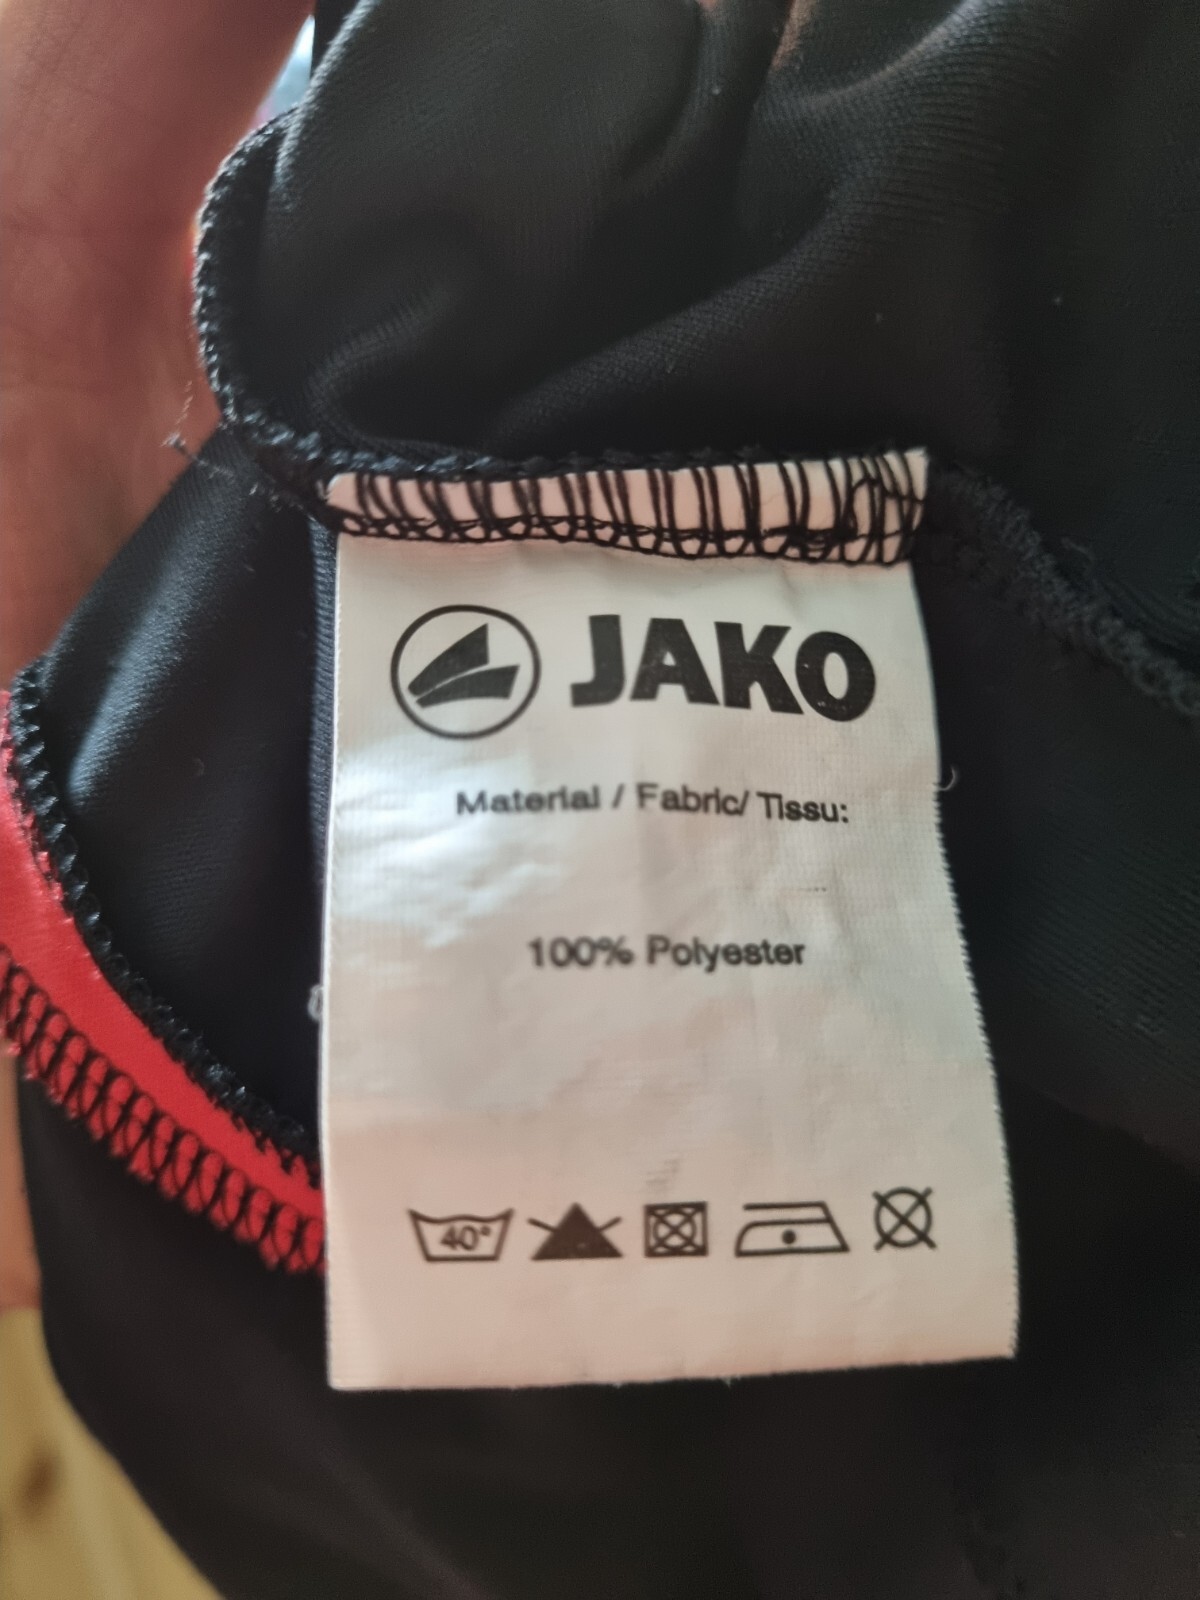 JAKO
Material / Fabric/ Tissu:
100% Polyester
40°